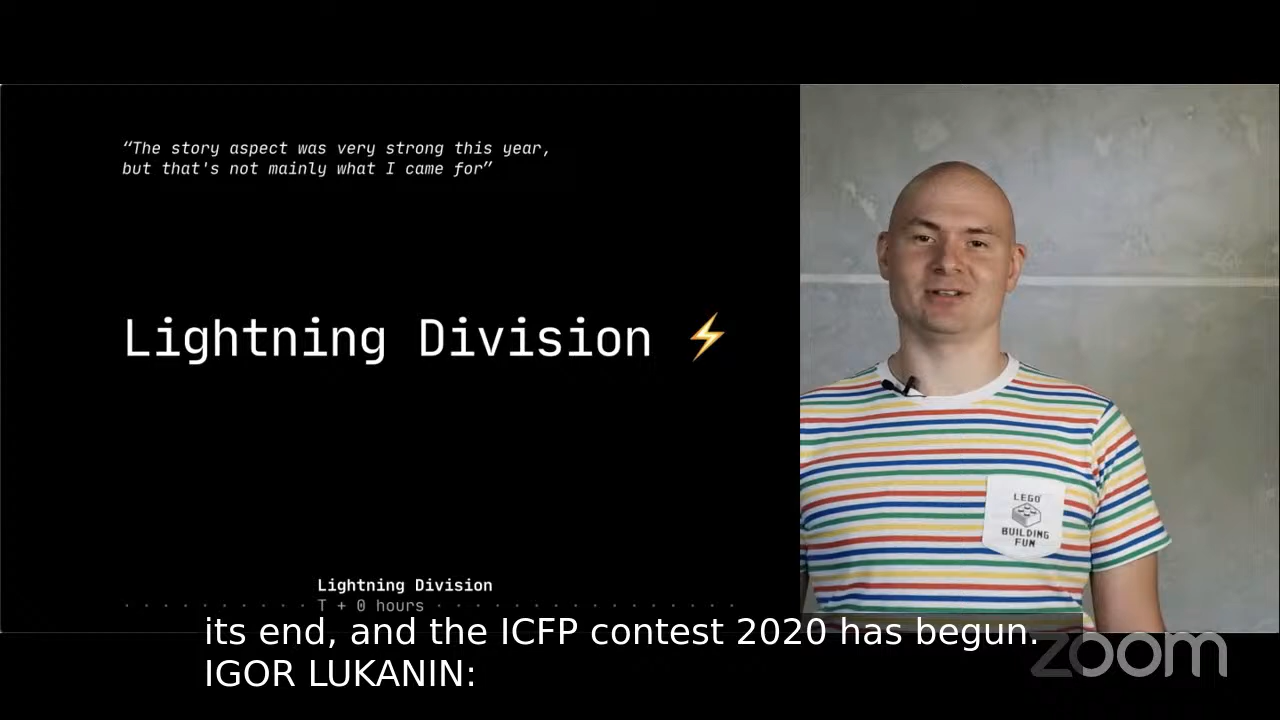 “The story aspect was very strong this year,
but that's not mainly what I came for”
Lightning Division ⚡
LEGO
BUILDING
FUN
Lightning Division
T + 0 hours
its end, and the ICFP contest 2020 has begun.
IGOR LUKANIN:
zoom